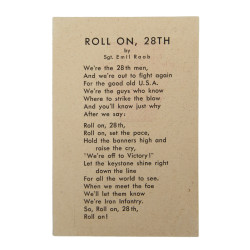 ROLL ON, 28TH
by
Sgt. Emil Raab
We're the 28th men,
And we're out to fight again
For the good old U.S.A.
We're the guys who know
Where to strike the blow
And you'll know just why
After we say:
Roll on, 28th,
Roll on, set the pace,
Hold the banners high and
raise the cry,
"We're off to Victory!"
Let the keystone shine right
down the line
For all the world to see.
When we meet the foe
We'll let them know
We're Iron Infantry.
So, Roll on, 28th,
Roll on!